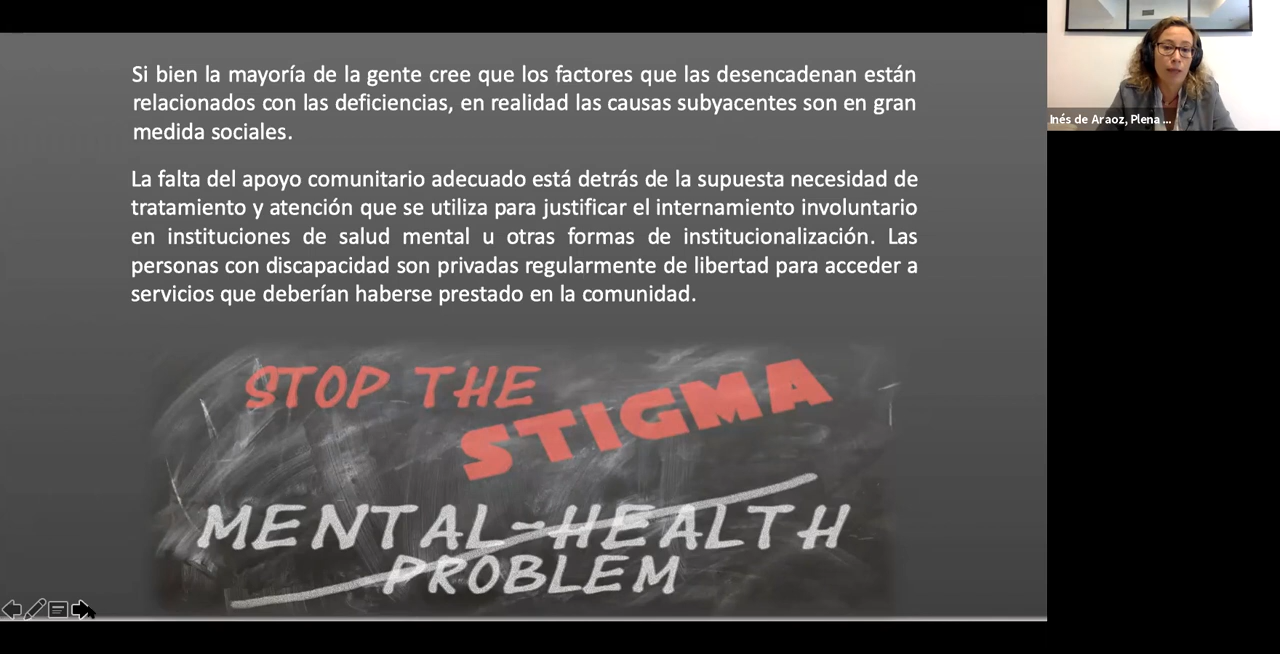 Si bien la mayoría de la gente cree que los factores que las desencadenan están
relacionados con las deficiencias, en realidad las causas subyacentes son en gran
medida sociales.
La falta del apoyo comunitario adecuado está detrás de la supuesta necesidad de
tratamiento y atención que se utiliza para justificar el internamiento involuntario
en instituciones de salud mental u otras formas de institucionalización. Las
personas con discapacidad son privadas regularmente de libertad para acceder a
servicios que deberían haberse prestado en la comunidad.
STOP THE
STIGMA
MENTAL-HEALTH
PROBLEM
Inés de Araoz, Plena ...